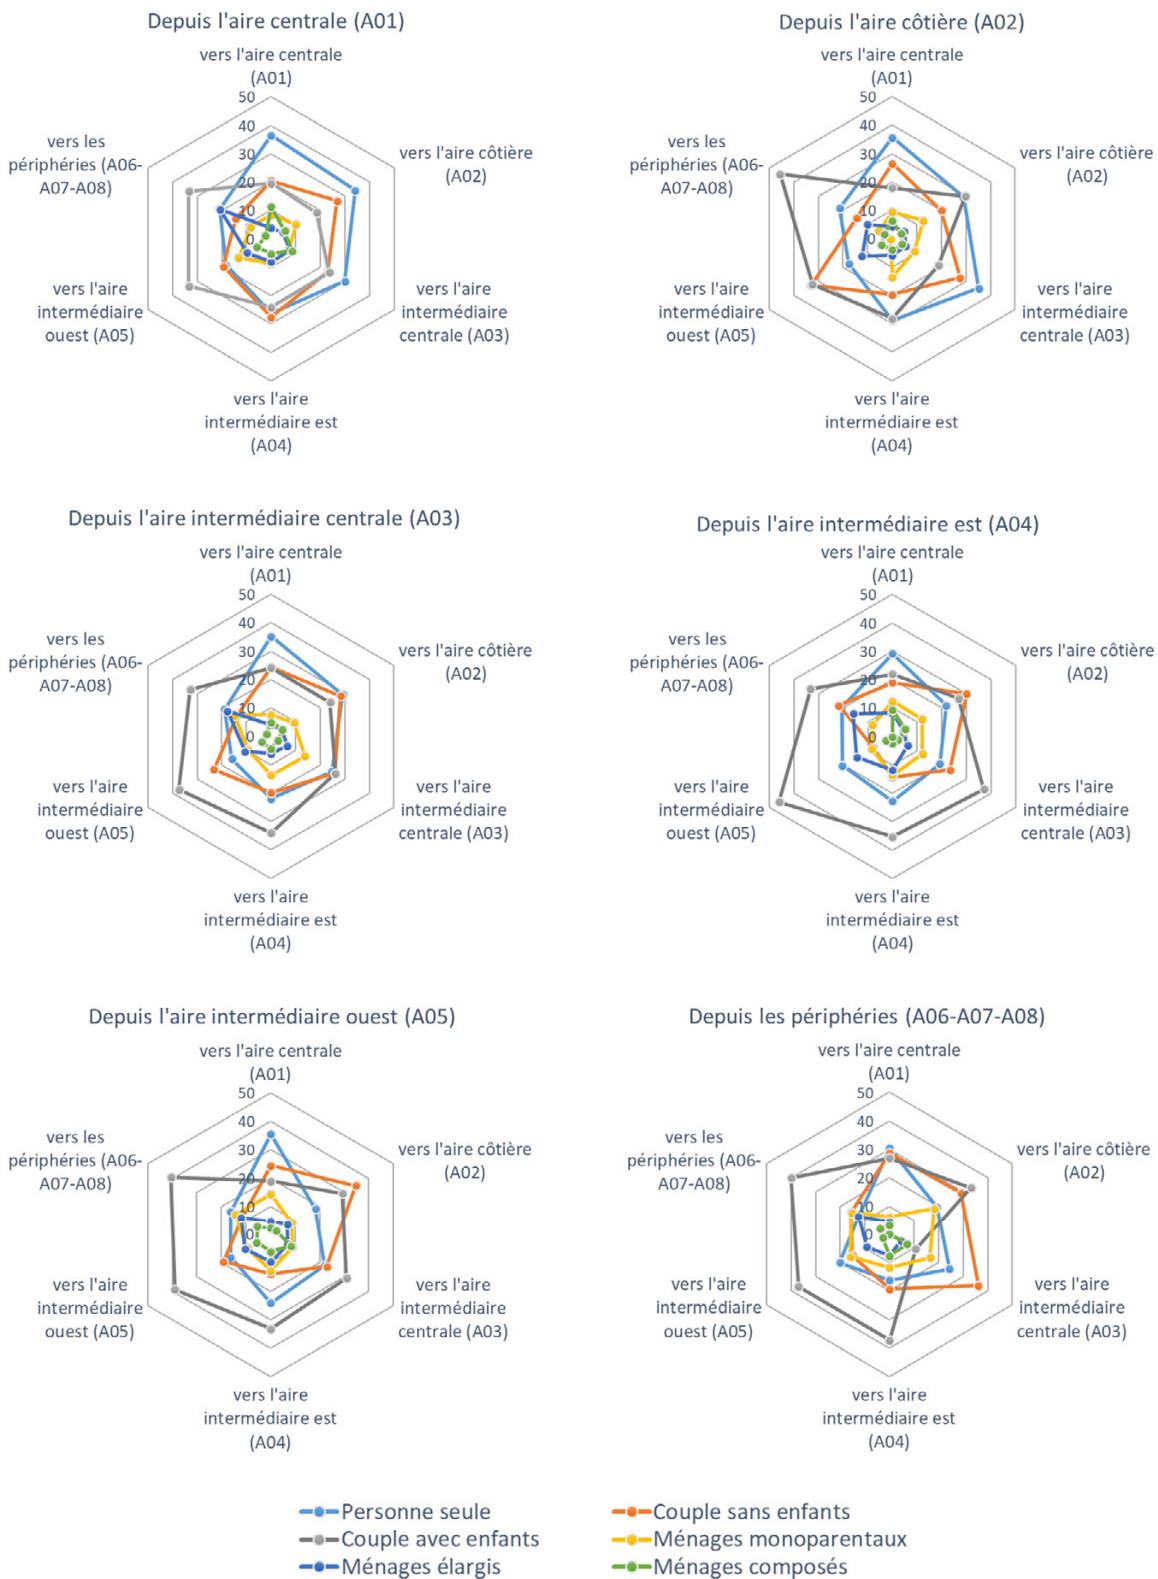 Depuis l'aire centrale (A01)
vers l'aire centrale
(A01)
50
40
30
20
10
0
vers l'aire côtière
(A02)
vers l'aire
intermédiaire
centrale (A03)
vers l'aire
intermédiaire est
(A04)
vers l'aire
intermédiaire
ouest (A05)
vers les
périphéries (A06-
A07-A08)
Depuis l'aire côtière (A02)
vers l'aire centrale
(A01)
50
40
30
20
10
0
vers l'aire côtière
(A02)
vers l'aire
intermédiaire
centrale (A03)
vers l'aire
intermédiaire est
(A04)
vers l'aire
intermédiaire
ouest (A05)
vers les
périphéries (A06-
A07-A08)
Depuis l'aire intermédiaire centrale (A03)
vers l'aire centrale
(A01)
50
40
30
20
10
0
vers l'aire côtière
(A02)
vers l'aire
intermédiaire
centrale (A03)
vers l'aire
intermédiaire est
(A04)
vers l'aire
intermédiaire
ouest (A05)
vers les
périphéries (A06-
A07-A08)
Depuis l'aire intermédiaire est (A04)
vers l'aire centrale
(A01)
50
40
30
20
10
0
vers l'aire côtière
(A02)
vers l'aire
intermédiaire
centrale (A03)
vers l'aire
intermédiaire est
(A04)
vers l'aire
intermédiaire
ouest (A05)
vers les
périphéries (A06-
A07-A08)
Depuis l'aire intermédiaire ouest (A05)
vers l'aire centrale
(A01)
50
40
30
20
10
0
vers l'aire côtière
(A02)
vers l'aire
intermédiaire
centrale (A03)
vers l'aire
intermédiaire est
(A04)
vers l'aire
intermédiaire
ouest (A05)
vers les
périphéries (A06-
A07-A08)
Depuis les périphéries (A06-A07-A08)
vers l'aire centrale
(A01)
50
40
30
20
10
0
vers l'aire côtière
(A02)
vers l'aire
intermédiaire
centrale (A03)
vers l'aire
intermédiaire est
(A04)
vers l'aire
intermédiaire
ouest (A05)
vers les
périphéries (A06-
A07-A08)
Personne seule
Couple sans enfants
Couple avec enfants
Ménages monoparentaux
Ménages élargis
Ménages composés